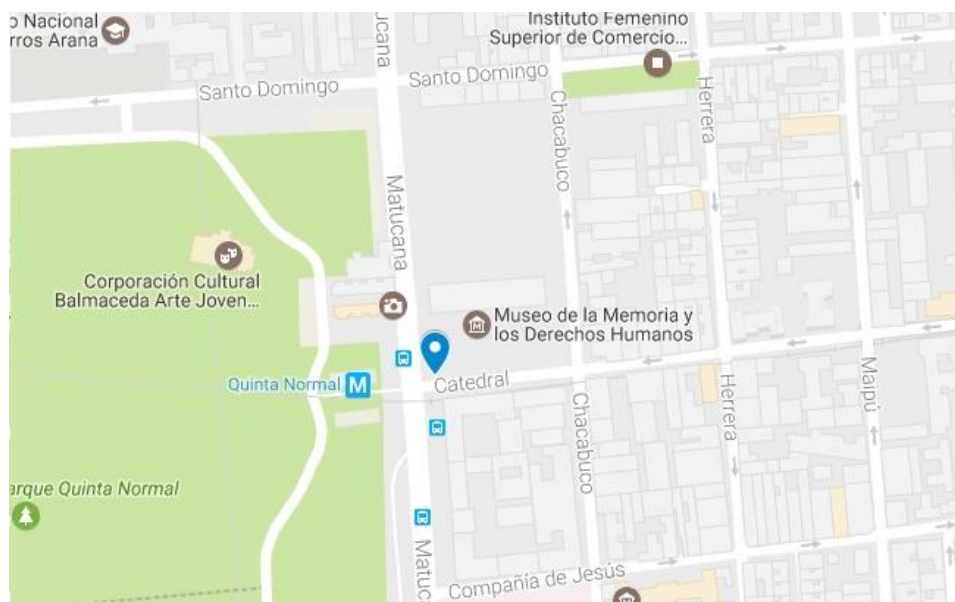 o Nacional
rros Arana
Matucana
Instituto Femenino
Superior de Comercio...
Santo Domingo
Santo Domingo
Chacabuco
Herrera
Matucana
Corporación Cultural
Balmaceda Arte Joven...
Museo de la Memoria y
los Derechos Humanos
Quinta Normal M
Catedral
Maipú
Herrera
Chacabuco
arque Quinta Normal
Matuca
Compañía de Jesús